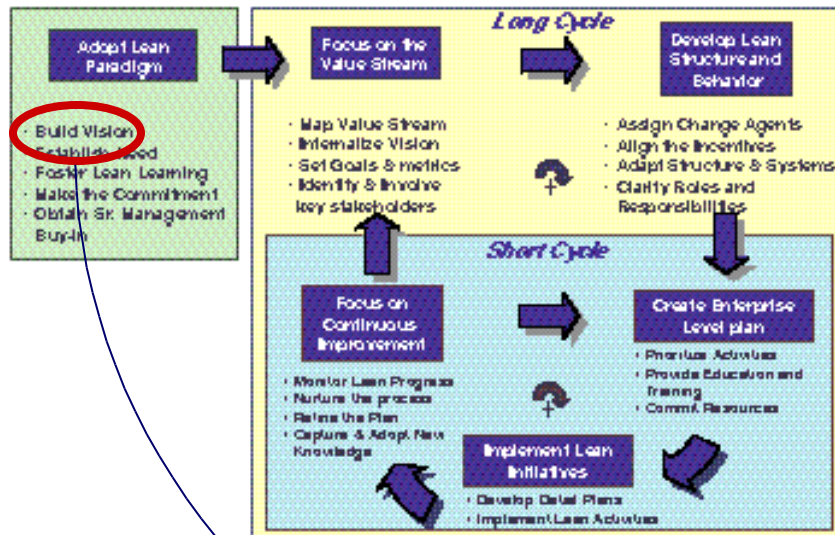 Long Cycle
Adopt Lean
Paradigm
· Build Vision
· Establish Need
· Foster Lean Learning
· Make the Commitment
· Obtain Sr. Management
Buy-in
Focus on the
Value Stream
· Map Value Stream
· Internalize Vision
· Set Goals & metrics
· Identify & Involve
key stakeholders
Develop Lean
Structure and
Behavior
· Assign Change Agents
· Align the Incentives
· Adapt Structure & Systems
· Clarify Roles and
Responsibilities
Short Cycle
Focus on
Continuous
Improvement
· Monitor Lean Progress
· Nurture the process
· Refine the Plan
· Capture & Adopt New
Knowledge
Create Enterprise
Level plan
· Prioritize Activities
· Provide Education and
Training
· Commit Resources
Implement Lean
Initiatives
· Develop Detail Plans
· Implement Lean Activities